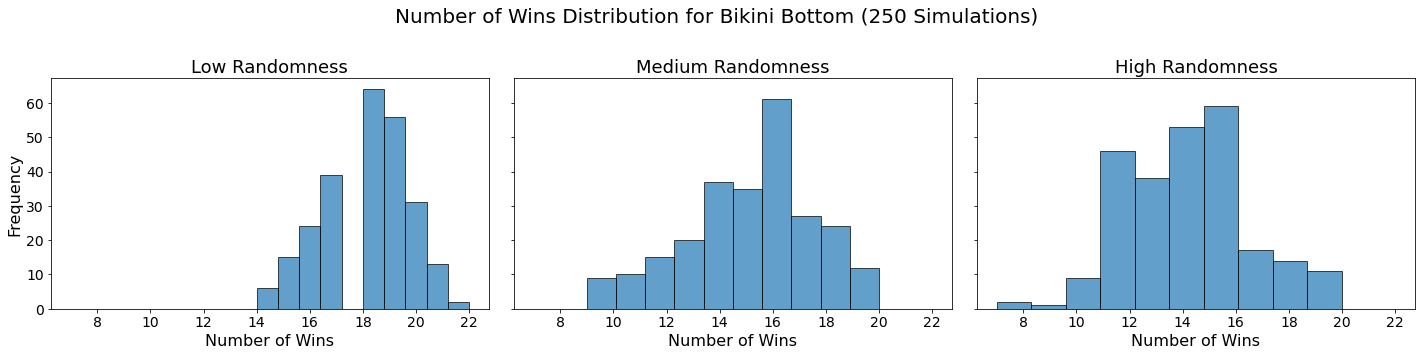 Number of Wins Distribution for Bikini Bottom (250 Simulations)
Low Randomness
Medium Randomness
High Randomness
Frequency
60
50
40
30
20
10
0
8 10 12 14 16 18 20 22
8 10 12 14 16 18 20 22
8 10 12 14 16 18 20 22
Number of Wins
Number of Wins
Number of Wins